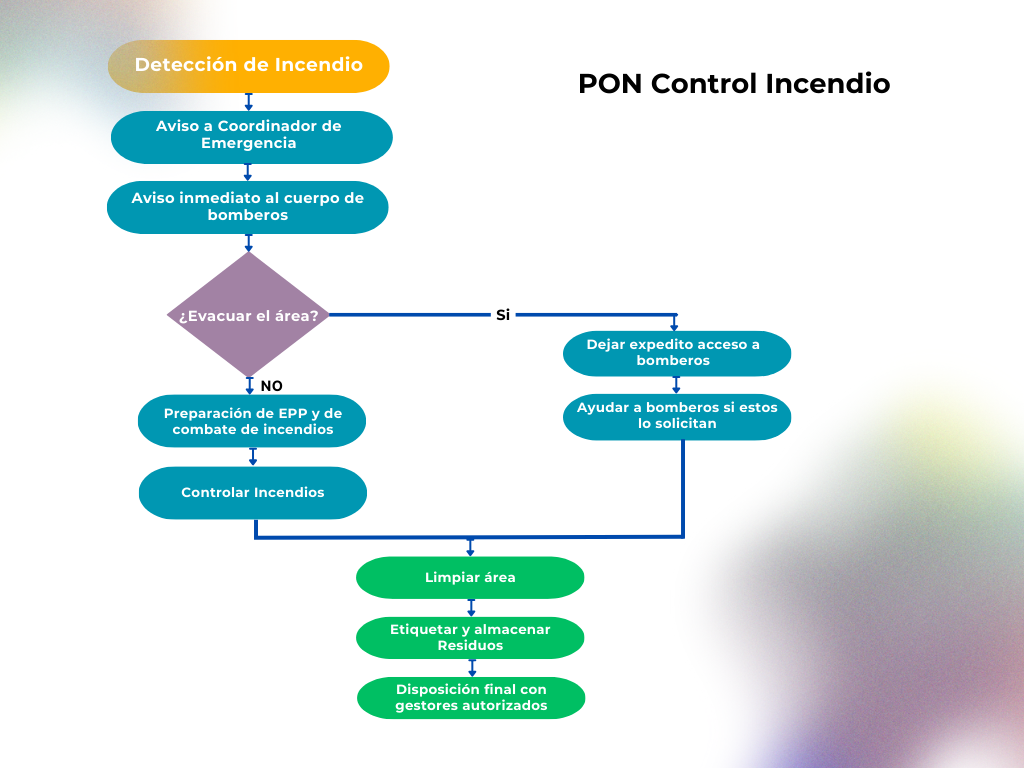 PON Control Incendio
Detección de Incendio
Aviso a Coordinador de
Emergencia
Aviso inmediato al cuerpo de
bomberos
¿Evacuar el área?
Si
Dejar expedito acceso a
bomberos
Ayudar a bomberos si estos
lo solicitan
NO
Preparación de EPP y de
combate de incendios
Controlar Incendios
Limpiar área
Etiquetar y almacenar
Residuos
Disposición final con
gestores autorizados